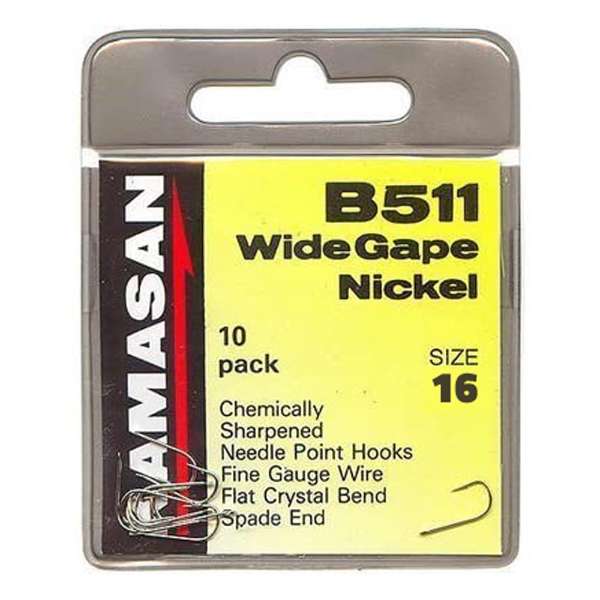 KAMASAN
B511
Wide Gape
Nickel
10
pack
SIZE
16
Chemically
Sharpened
Needle Point Hooks
Fine Gauge Wire
Flat Crystal Bend
Spade End